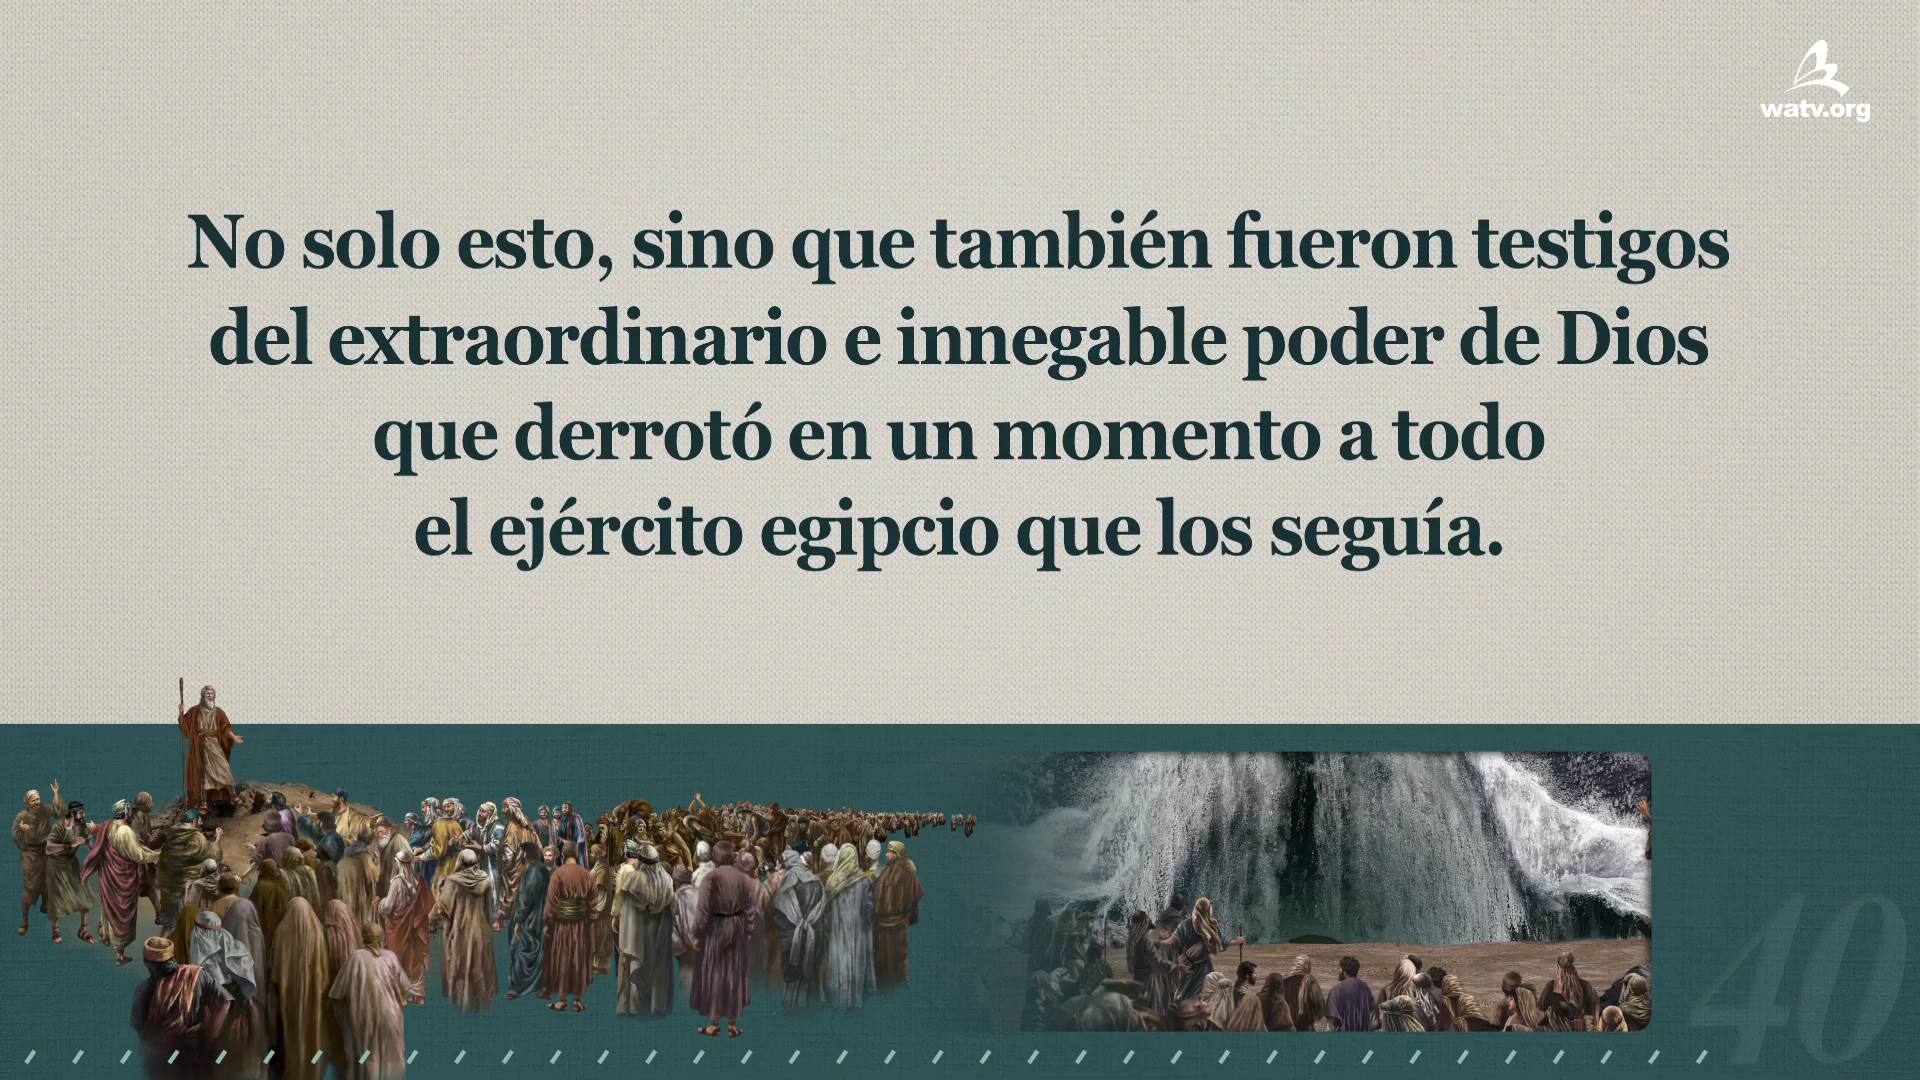 watv.org
No solo esto, sino que también fueron testigos
del extraordinario e innegable poder de Dios
que derrotó en un momento a todo
el ejército egipcio que los seguía.
40